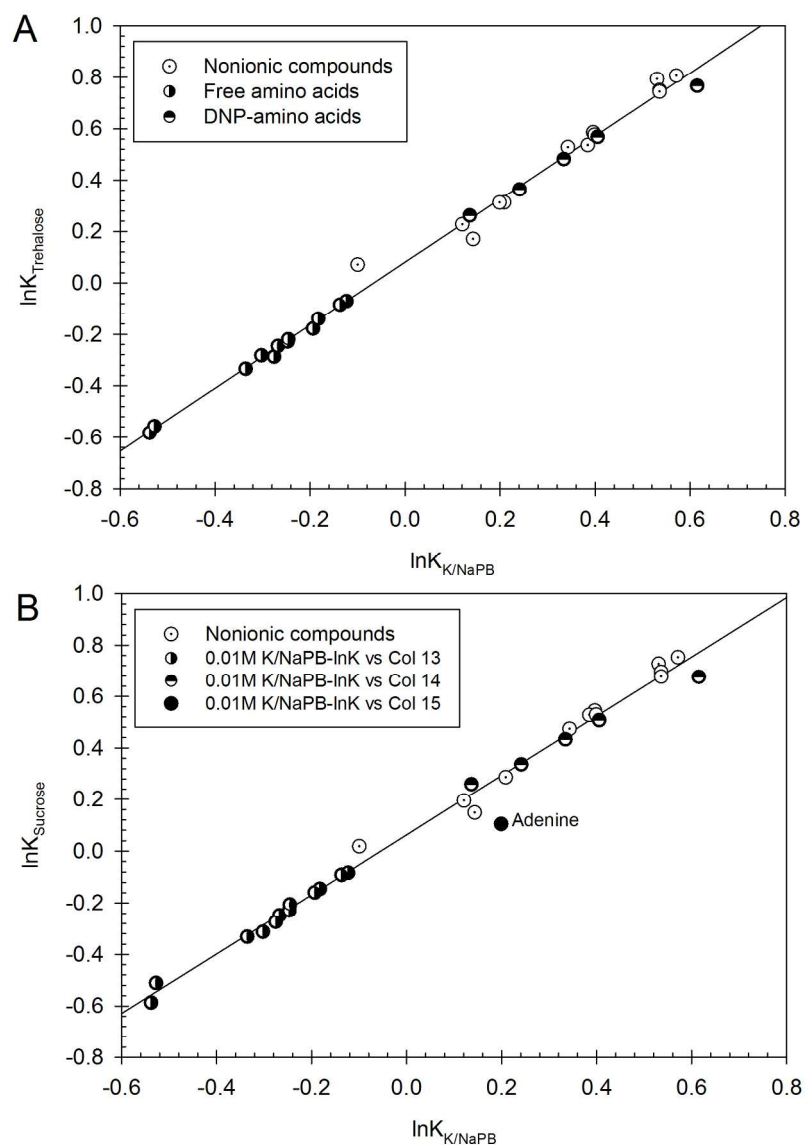 A
1.0
0.8
0.6
0.4
0.2
0.0
-0.2
-0.4
-0.6
-0.8
Nonionic compounds
Free amino acids
DNP-amino acids
lnK_Trehalose
-0.6 -0.4 -0.2 0.0 0.2 0.4 0.6 0.8
lnK_K/NaPB
B
1.0
0.8
0.6
0.4
0.2
0.0
-0.2
-0.4
-0.6
-0.8
Nonionic compounds
0.01M K/NaPB-lnK vs Col 13
0.01M K/NaPB-lnK vs Col 14
0.01M K/NaPB-lnK vs Col 15
Adenine
lnK_Sucrose
-0.6 -0.4 -0.2 0.0 0.2 0.4 0.6 0.8
lnK_K/NaPB